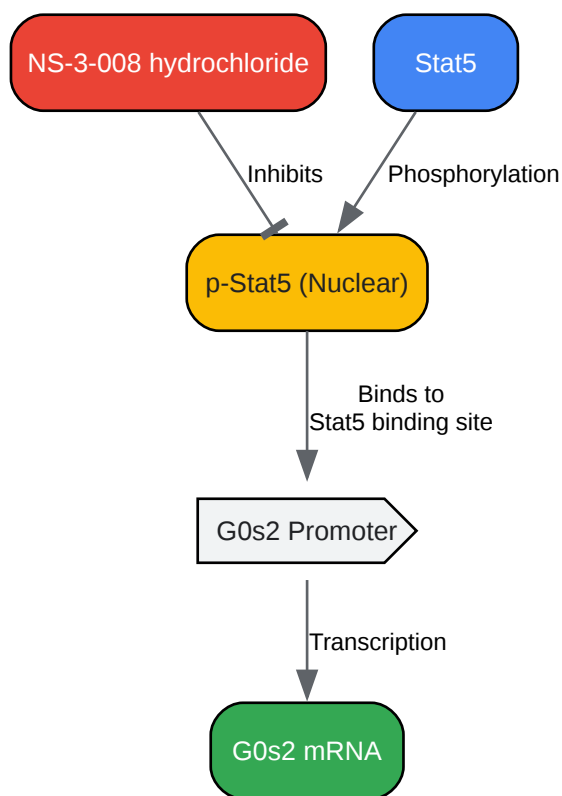 NS-3-008 hydrochloride
Stat5
Inhibits
Phosphorylation
p-Stat5 (Nuclear)
Binds to
Stat5 binding site
G0s2 Promoter
Transcription
G0s2 mRNA